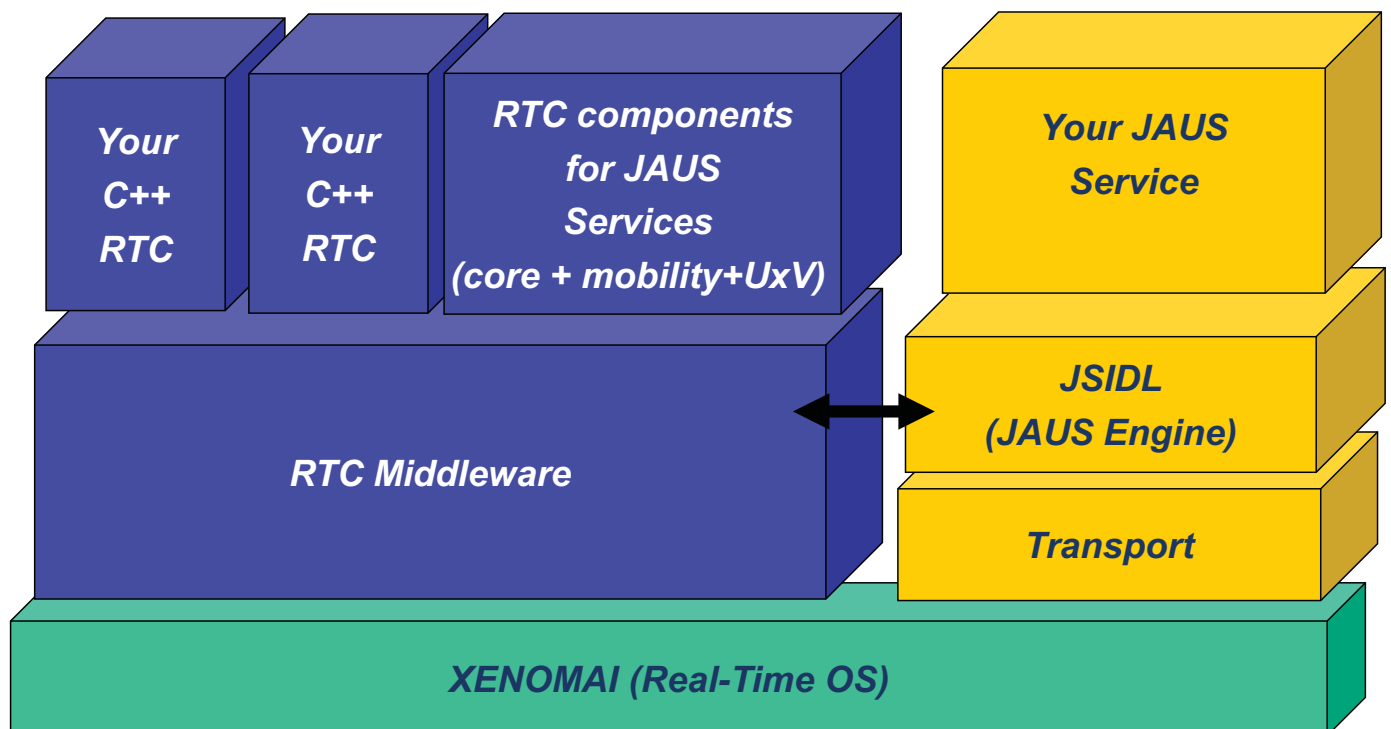 Your
C++
RTC
Your
C++
RTC
RTC components
for JAUS
Services
(core + mobility+UxV)
Your JAUS
Service
JSIDL
(JAUS Engine)
RTC Middleware
Transport
XENOMAI (Real-Time OS)